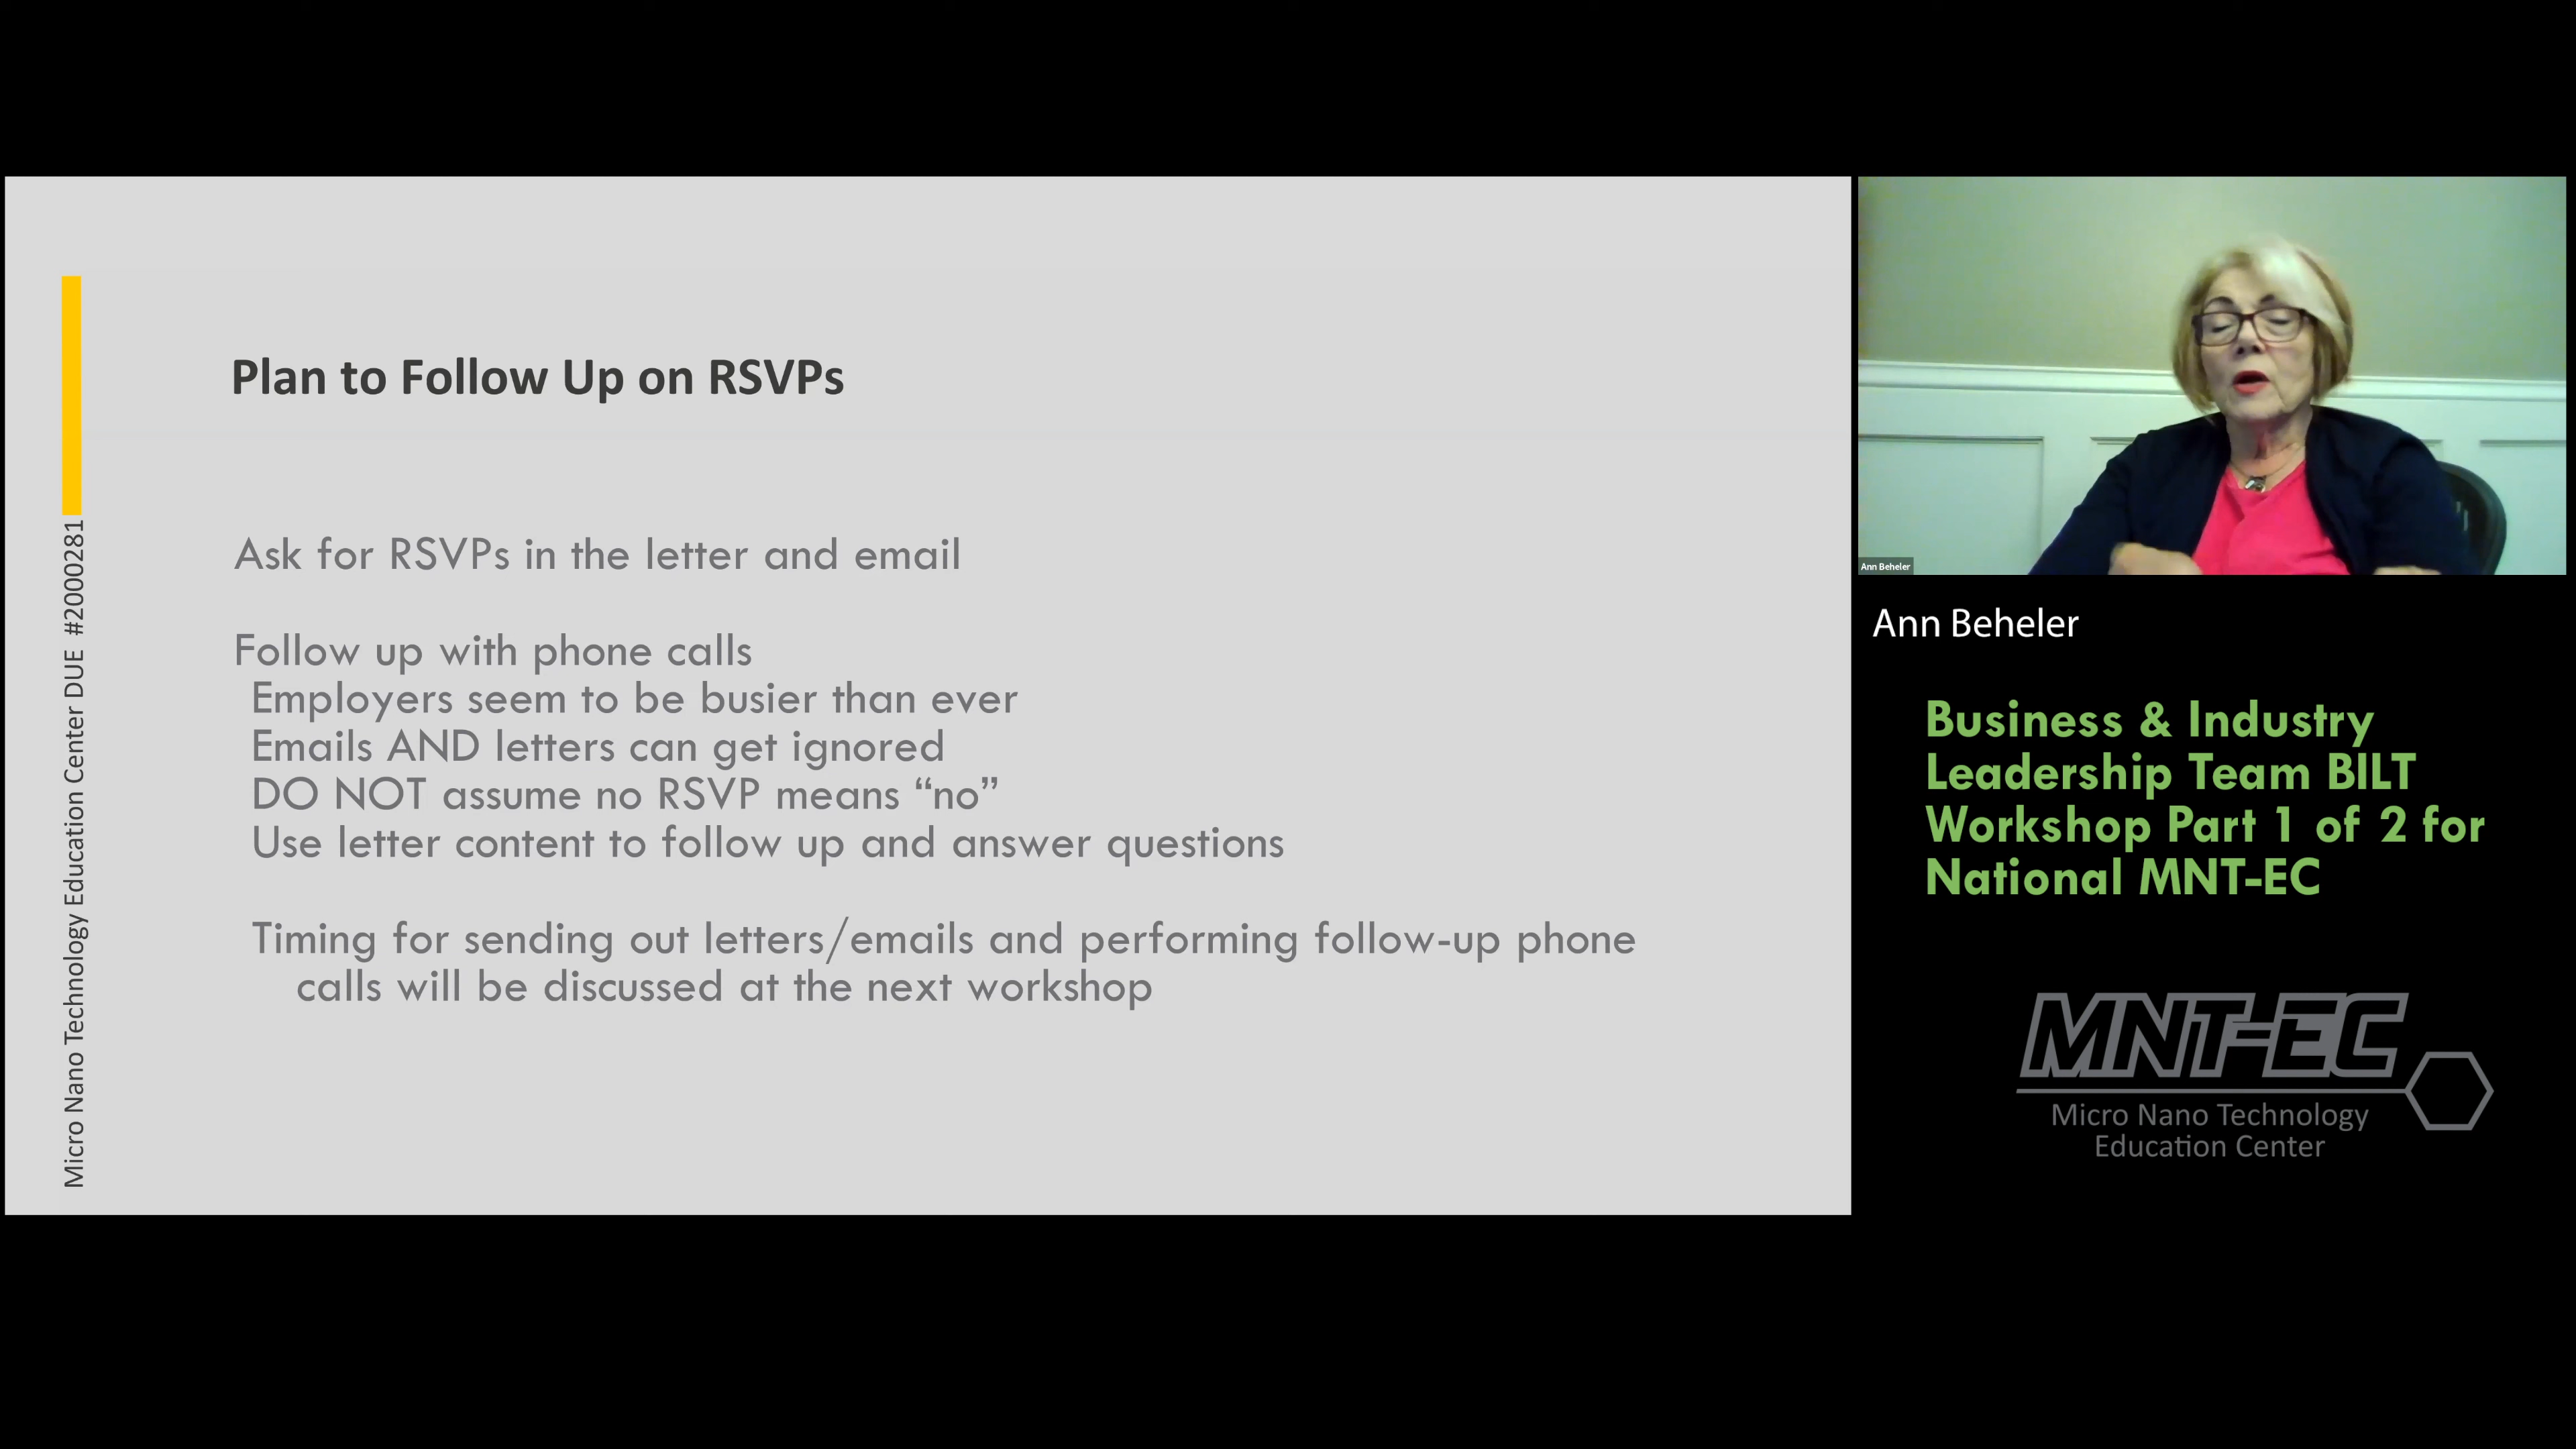 Plan to Follow Up on RSVPs
Ask for RSVPs in the letter and email
Follow up with phone calls
Employers seem to be busier than ever
Emails AND letters can get ignored
DO NOT assume no RSVP means “no”
Use letter content to follow up and answer questions
Timing for sending out letters/emails and performing follow-up phone
calls will be discussed at the next workshop
Micro Nano Technology Education Center DUE #2000281
Ann Beheler
Ann Beheler
Business & Industry
Leadership Team BILT
Workshop Part 1 of 2 for
National MNT-EC
MNT-EC
Micro Nano Technology
Education Center